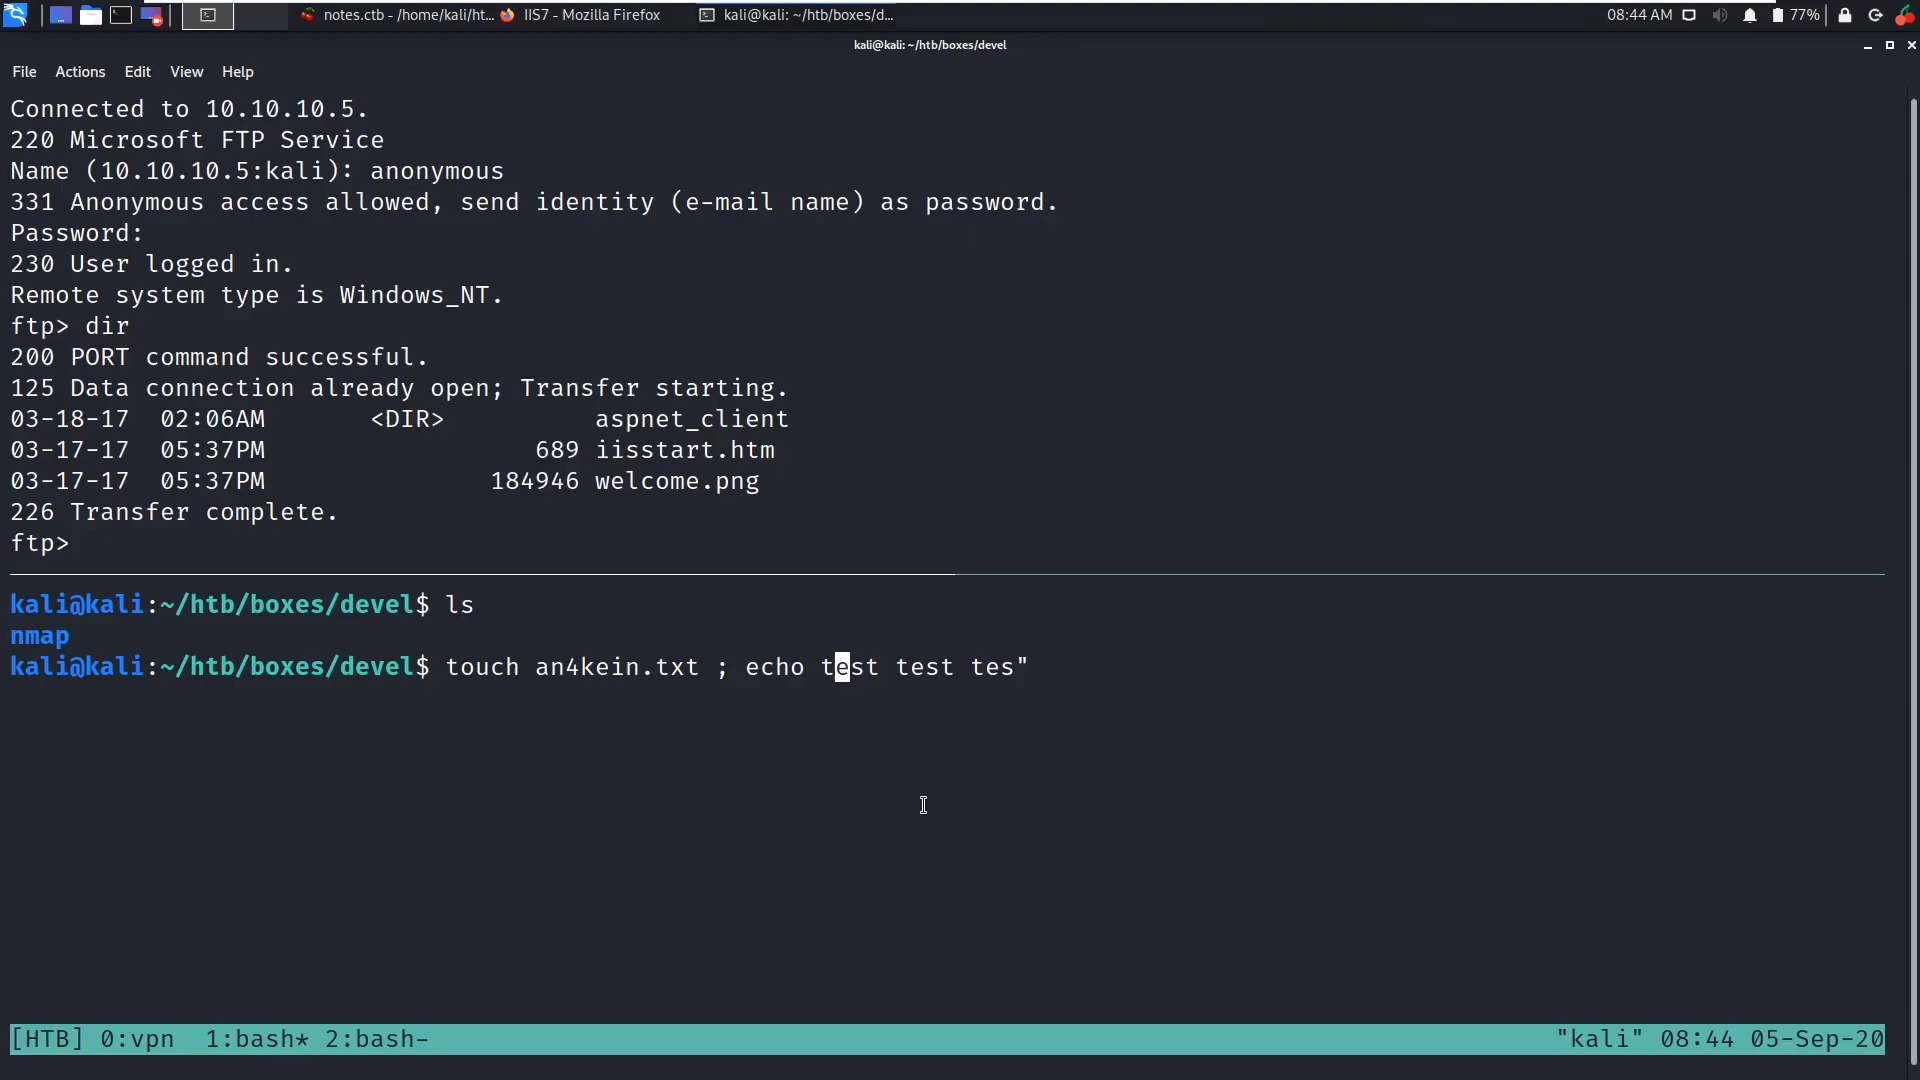 notes.ctb - /home/kali/ht... IIS7 - Mozilla Firefox kali@kali: ~/htb/boxes/d... 08:44 AM 77%
kali@kali: ~/htb/boxes/devel
File Actions Edit View Help
Connected to 10.10.10.5.
220 Microsoft FTP Service
Name (10.10.10.5:kali): anonymous
331 Anonymous access allowed, send identity (e-mail name) as password.
Password:
230 User logged in.
Remote system type is Windows_NT.
ftp> dir
200 PORT command successful.
125 Data connection already open; Transfer starting.
03-18-17  02:06AM       <DIR>          aspnet_client
03-17-17  05:37PM                  689 iisstart.htm
03-17-17  05:37PM               184946 welcome.png
226 Transfer complete.
ftp>
kali@kali:~/htb/boxes/devel$ ls
nmap
kali@kali:~/htb/boxes/devel$ touch an4kein.txt ; echo test test tes"
[HTB] 0:vpn  1:bash* 2:bash- "kali" 08:44 05-Sep-20